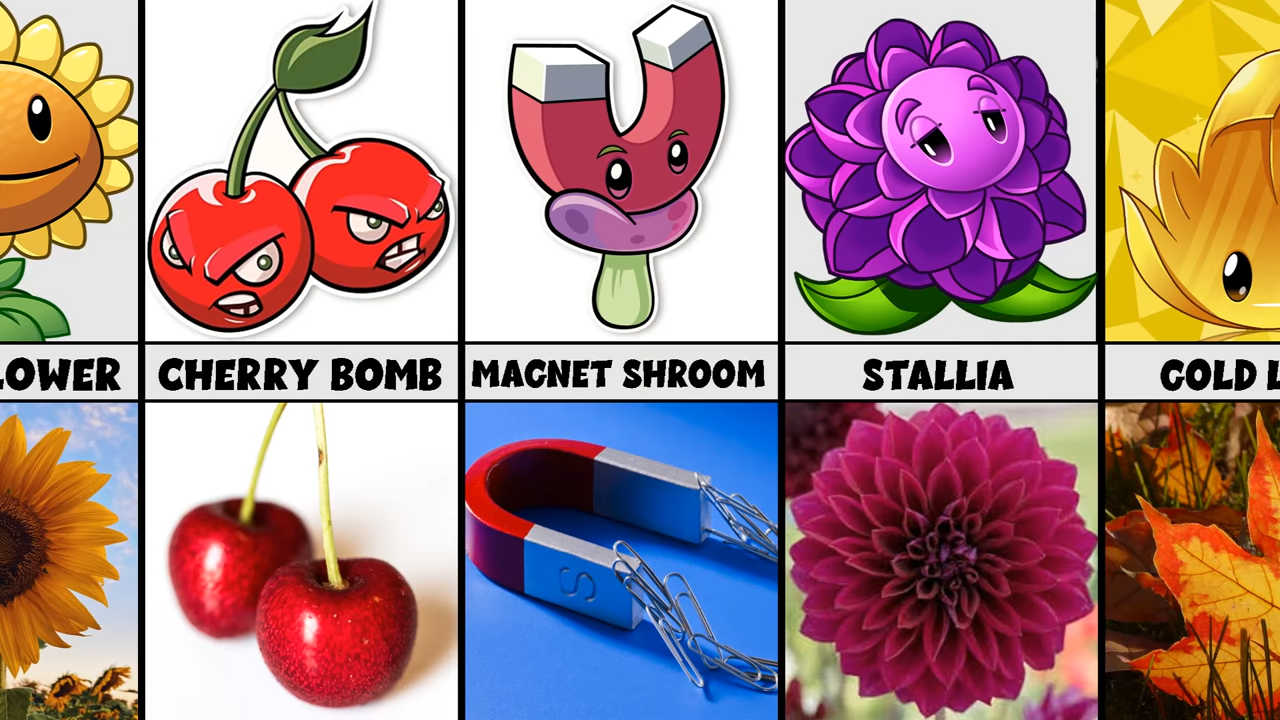 LOWER
CHERRY BOMB
MAGNET SHROOM
STALLIA
GOLD L
S